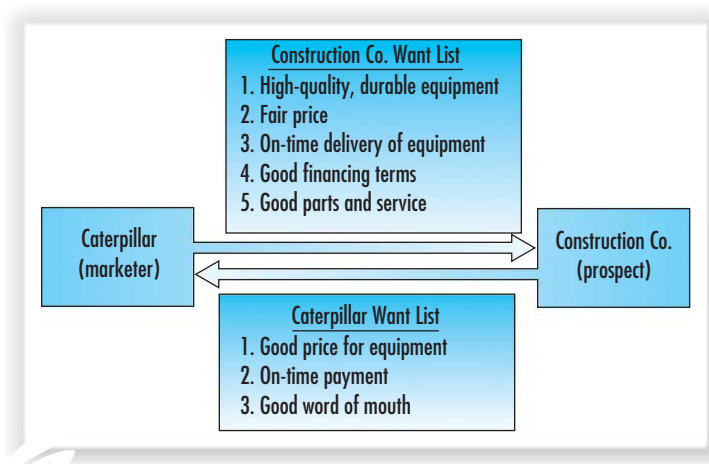 Construction Co. Want List
1. High-quality, durable equipment
2. Fair price
3. On-time delivery of equipment
4. Good financing terms
5. Good parts and service
Caterpillar
(marketer)
Construction Co.
(prospect)
Caterpillar Want List
1. Good price for equipment
2. On-time payment
3. Good word of mouth